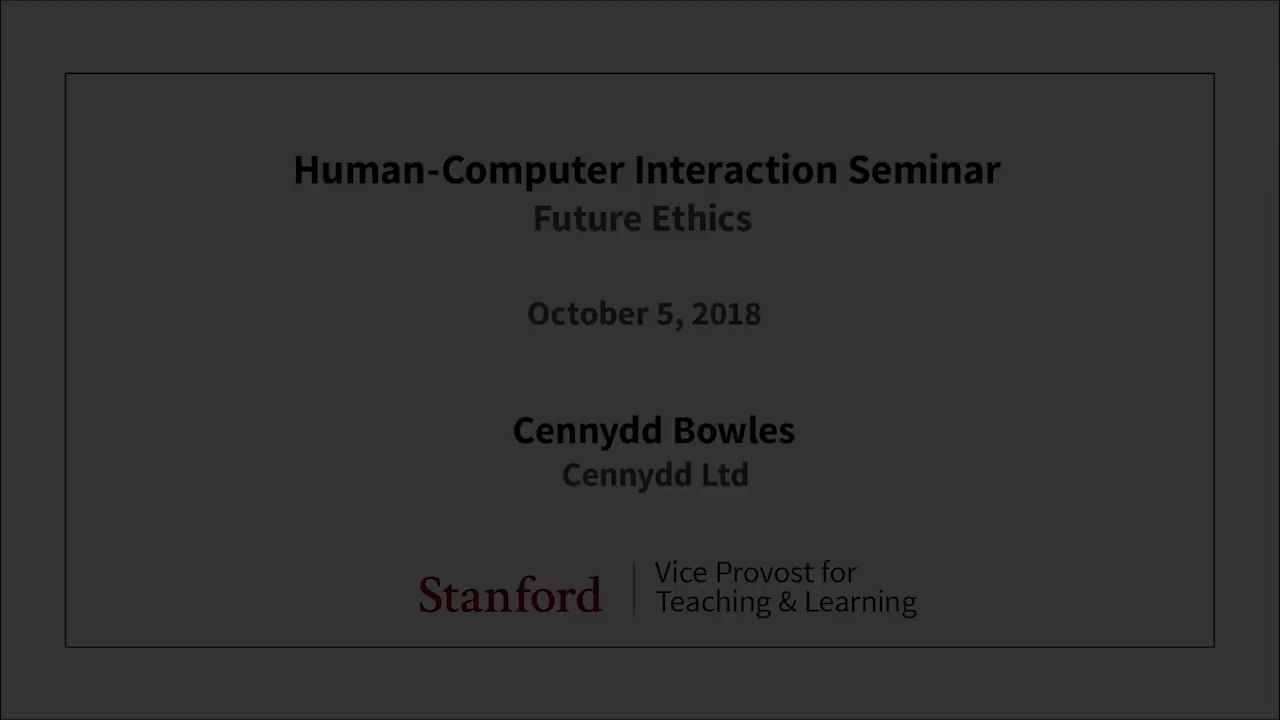 Human-Computer Interaction Seminar
Future Ethics
October 5, 2018
Cennydd Bowles
Cennydd Ltd
Stanford
Vice Provost for
Teaching & Learning